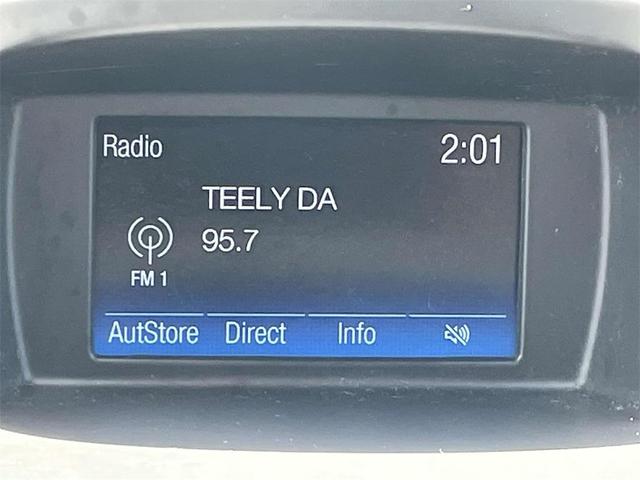 Radio 2:01
TEELY DA
95.7
FM 1
AutStore Direct Info